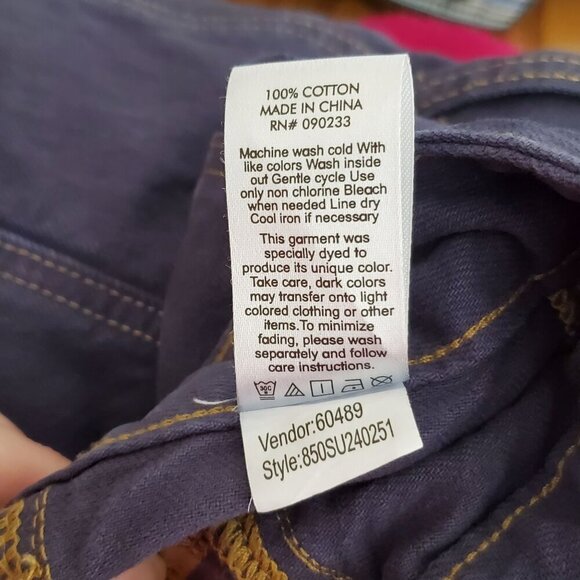 100% COTTON
MADE IN CHINA
RN# 090233
Machine wash cold With
like colors Wash inside
out Gentle cycle Use
only non chlorine Bleach
when needed Line dry
Cool iron if necessary
This garment was
specially dyed to
produce its unique color.
Take care, dark colors
may transfer onto light
colored clothing or other
items.To minimize
fading, please wash
separately and follow
care instructions.
30C
Vendor:60489
Style:850SU240251